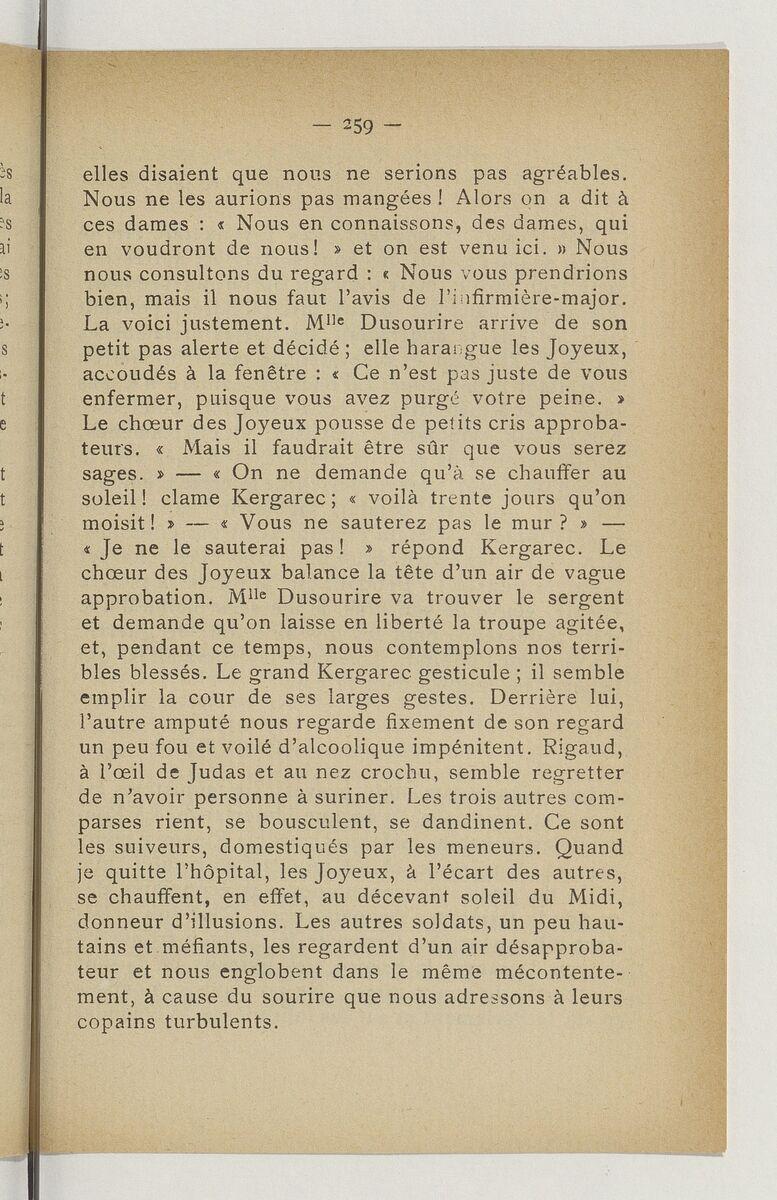 — 259 —
elles disaient que nous ne serions pas agréables.
Nous ne les aurions pas mangées ! Alors on a dit à
ces dames : « Nous en connaissons, des dames, qui
en voudront de nous! » et on est venu ici. » Nous
nous consultons du regard : « Nous vous prendrions
bien, mais il nous faut l'avis de l'infirmière-major.
La voici justement. Mlle Dusourire arrive de son
petit pas alerte et décidé ; elle harangue les Joyeux,
accoudés à la fenêtre : « Ce n'est pas juste de vous
enfermer, puisque vous avez purgé votre peine. »
Le chœur des Joyeux pousse de petits cris approba-
teurs. « Mais il faudrait être sûr que vous serez
sages. » — « On ne demande qu'à se chauffer au
soleil! clame Kergarec; « voilà trente jours qu'on
moisit! » — « Vous ne sauterez pas le mur ? » —
« Je ne le sauterai pas! » répond Kergarec. Le
chœur des Joyeux balance la tête d'un air de vague
approbation. Mlle Dusourire va trouver le sergent
et demande qu'on laisse en liberté la troupe agitée,
et, pendant ce temps, nous contemplons nos terri-
bles blessés. Le grand Kergarec gesticule ; il semble
emplir la cour de ses larges gestes. Derrière lui,
l'autre amputé nous regarde fixement de son regard
un peu fou et voilé d'alcoolique impénitent. Rigaud,
à l'œil de Judas et au nez crochu, semble regretter
de n'avoir personne à suriner. Les trois autres com-
parses rient, se bousculent, se dandinent. Ce sont
les suiveurs, domestiqués par les meneurs. Quand
je quitte l'hôpital, les Joyeux, à l'écart des autres,
se chauffent, en effet, au décevant soleil du Midi,
donneur d'illusions. Les autres soldats, un peu hau-
tains et méfiants, les regardent d'un air désapproba-
teur et nous englobent dans le même mécontente-
ment, à cause du sourire que nous adressons à leurs
copains turbulents.